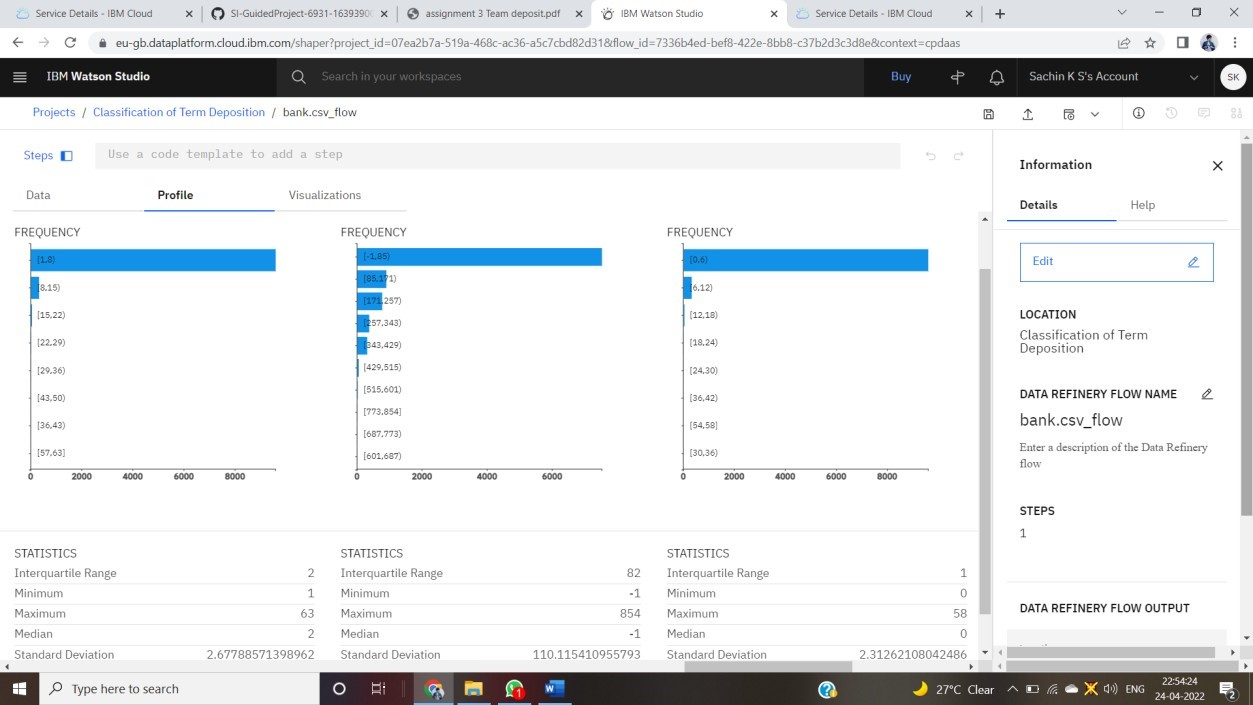 Service Details - IBM Cloud
SI-GuidedProject-6931-16393900
assignment 3 Team deposit.pdf
IBM Watson Studio
Service Details - IBM Cloud
eu-gb.dataplatform.cloud.ibm.com/shaper?project_id=07ea2b7a-519a-468c-ac36-a5c7cbd82d31&flow_id=7336b4ed-bef8-422e-8bb8-c37b2d3c3d8e&context=cpdaas
IBM Watson Studio
Search in your workspaces
Buy
Sachin K S's Account
SK
Projects / Classification of Term Deposition / bank.csv_flow
Steps
Use a code template to add a step
Data
Profile
Visualizations
FREQUENCY
[1,8)
[8,15)
[15,22)
[22,29)
[29,36)
[43,50)
[36,43)
[57,63]
0 2000 4000 6000 8000
FREQUENCY
[-1,85)
[85,171)
[171,257)
[257,343)
[343,429)
[429,515)
[515,601)
[773,854]
[687,773)
[601,687)
0 2000 4000 6000
FREQUENCY
[0,6)
[6,12)
[12,18)
[18,24)
[24,30)
[36,42)
[54,58]
[30,36)
0 2000 4000 6000 8000
STATISTICS
Interquartile Range 2
Minimum 1
Maximum 63
Median 2
Standard Deviation 2.67788571398962
STATISTICS
Interquartile Range 82
Minimum -1
Maximum 854
Median -1
Standard Deviation 110.115410955793
STATISTICS
Interquartile Range 1
Minimum 0
Maximum 58
Median 0
Standard Deviation 2.31262108042486
Information
Details
Help
Edit
LOCATION
Classification of Term
Deposition
DATA REFINERY FLOW NAME
bank.csv_flow
Enter a description of the Data Refinery
flow
STEPS
1
DATA REFINERY FLOW OUTPUT
Type here to search
1
27°C Clear
ENG
22:54:24
24-04-2022
2